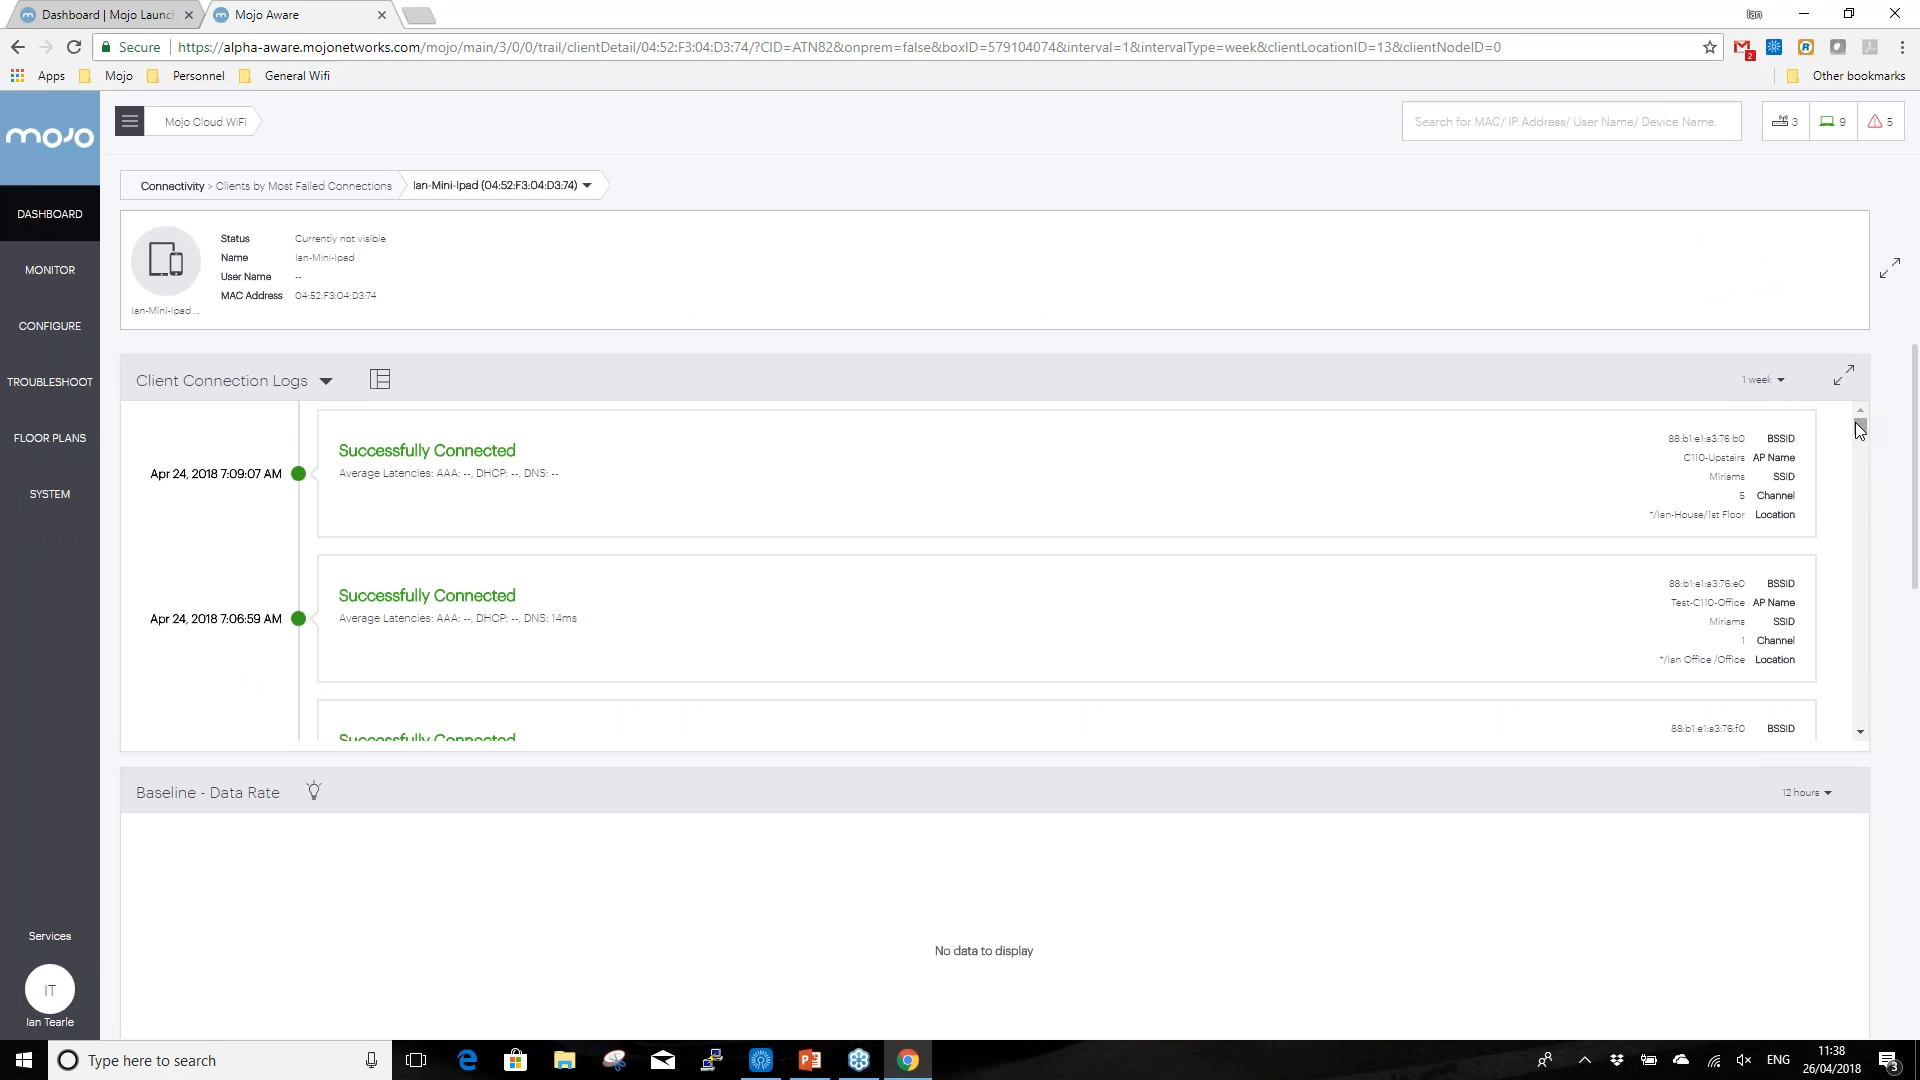 Dashboard | Mojo Launch
Mojo Aware
Ian
Secure
https://alpha-aware.mojonetworks.com/mojo/main/3/0/0/trail/clientDetail/04:52:F3:04:D3:74/?CID=ATN82&onprem=false&boxID=579104074&interval=1&intervalType=week&clientLocationID=13&clientNodeID=0
2
Apps Mojo Personnel General Wifi Other bookmarks
mojo
Mojo Cloud WiFi
Search for MAC/ IP Address/ User Name/ Device Name.
3
9
5
DASHBOARD
MONITOR
CONFIGURE
TROUBLESHOOT
FLOOR PLANS
SYSTEM
Services
IT
Ian Tearle
Connectivity > Clients by Most Failed Connections
Ian-Mini-Ipad (04:52:F3:04:D3:74)
Ian-Mini-Ipad ...
Status Currently not visible
Name Ian-Mini-Ipad
User Name --
MAC Address 04:52:F3:04:D3:74
Client Connection Logs
1 week
Apr 24, 2018 7:09:07 AM
Successfully Connected
Average Latencies: AAA: --, DHCP: --, DNS: --
88:b1:e1:a3:76:b0 BSSID
C110-Upstairs AP Name
Miriams SSID
5 Channel
*/Ian-House/1st Floor Location
Apr 24, 2018 7:06:59 AM
Successfully Connected
Average Latencies: AAA: --, DHCP: --, DNS: 14ms
88:b1:e1:a3:76:e0 BSSID
Test-C110-Office AP Name
Miriams SSID
1 Channel
*/Ian Office /Office Location
Successfully Connected
88:b1:e1:a3:76:f0 BSSID
Baseline - Data Rate
12 hours
No data to display
Type here to search
ENG
11:38
26/04/2018
3